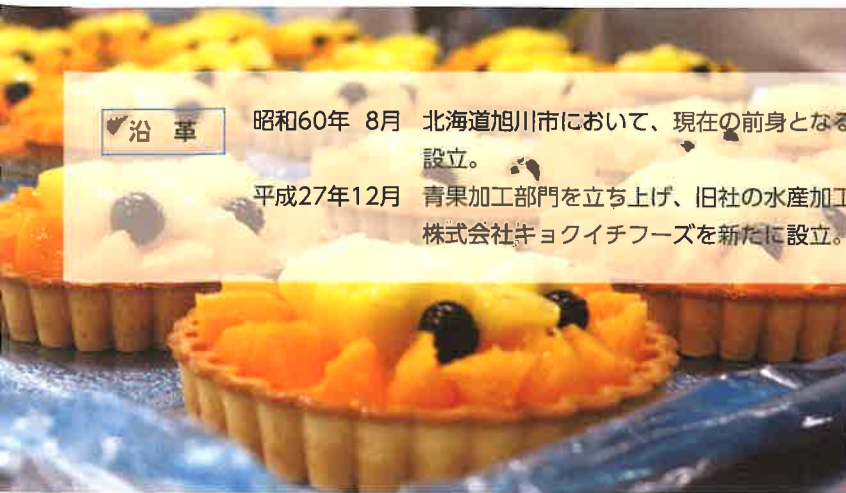 沿 革
昭和60年 8月 北海道旭川市において、現在の前身となる
設立。
平成27年12月 青果加工部門を立ち上げ、旧社の水産加工
株式会社キョクイチフーズを新たに設立。